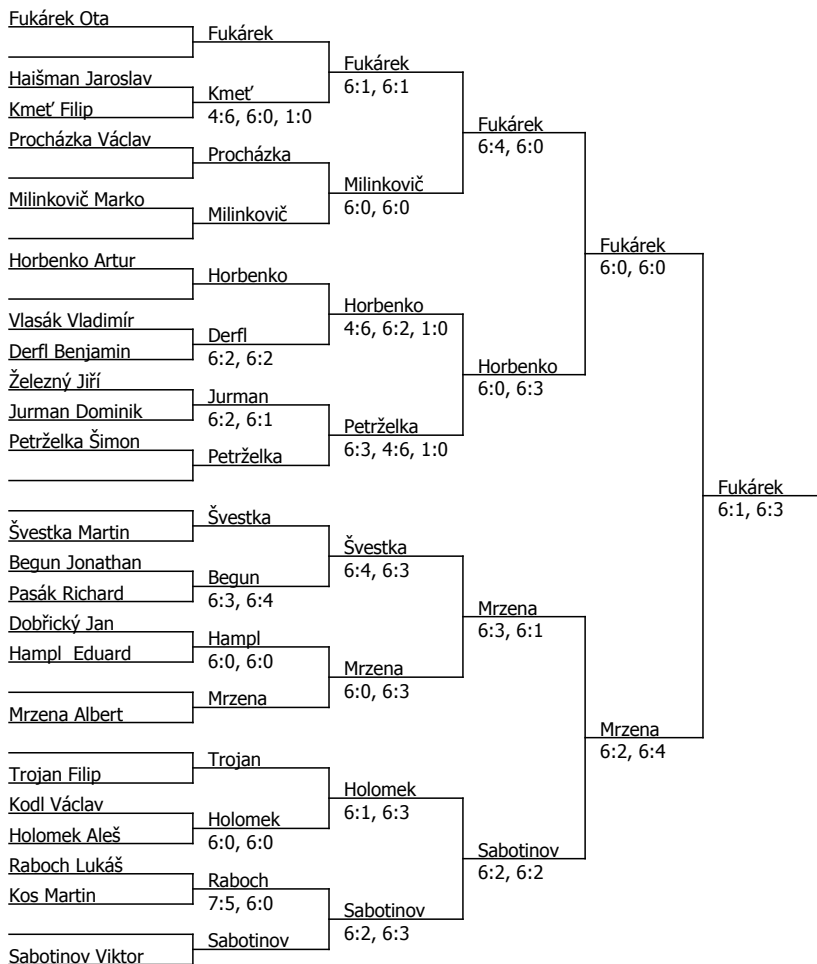 Fukárek Ota
Haišman Jaroslav
Kmeť Filip
Procházka Václav
Milinkovič Marko
Horbenko Artur
Vlasák Vladimír
Derfl Benjamin
Železný Jiří
Jurman Dominik
Petrželka Šimon
Švestka Martin
Begun Jonathan
Pasák Richard
Dobřický Jan
Hampl Eduard
Mrzena Albert
Trojan Filip
Kodl Václav
Holomek Aleš
Raboch Lukáš
Kos Martin
Sabotinov Viktor
Fukárek
Kmeť
4:6, 6:0, 1:0
Procházka
Milinkovič
Horbenko
Derfl
6:2, 6:2
Jurman
6:2, 6:1
Petrželka
Švestka
Begun
6:3, 6:4
Hampl
6:0, 6:0
Mrzena
Trojan
Holomek
6:0, 6:0
Raboch
7:5, 6:0
Sabotinov
Fukárek
6:1, 6:1
Milinkovič
6:0, 6:0
Horbenko
4:6, 6:2, 1:0
Petrželka
6:3, 4:6, 1:0
Švestka
6:4, 6:3
Mrzena
6:0, 6:3
Holomek
6:1, 6:3
Sabotinov
6:2, 6:3
Fukárek
6:4, 6:0
Horbenko
6:0, 6:3
Mrzena
6:3, 6:1
Sabotinov
6:2, 6:2
Fukárek
6:0, 6:0
Mrzena
6:2, 6:4
Fukárek
6:1, 6:3